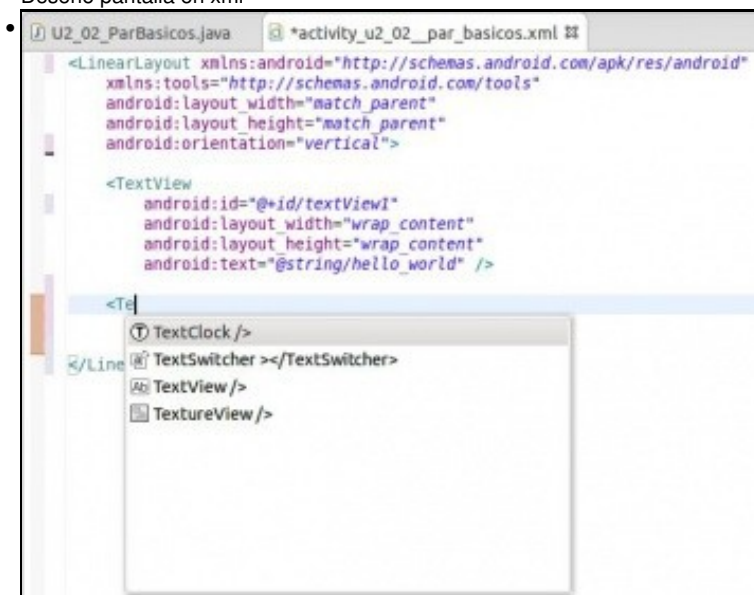 Deseño pantalla en xml
U2_02_ParBasicos.java *activity_u2_02__par_basicos.xml
<LinearLayout xmlns:android="http://schemas.android.com/apk/res/android"
xmlns:tools="http://schemas.android.com/tools"
android:layout_width="match_parent"
android:layout_height="match_parent"
android:orientation="vertical">
<TextView
android:id="@+id/textView1"
android:layout_width="wrap_content"
android:layout_height="wrap_content"
android:text="@string/hello_world" />
<Te
TextClock />
</Line TextSwitcher ></TextSwitcher>
TextView />
TextureView />